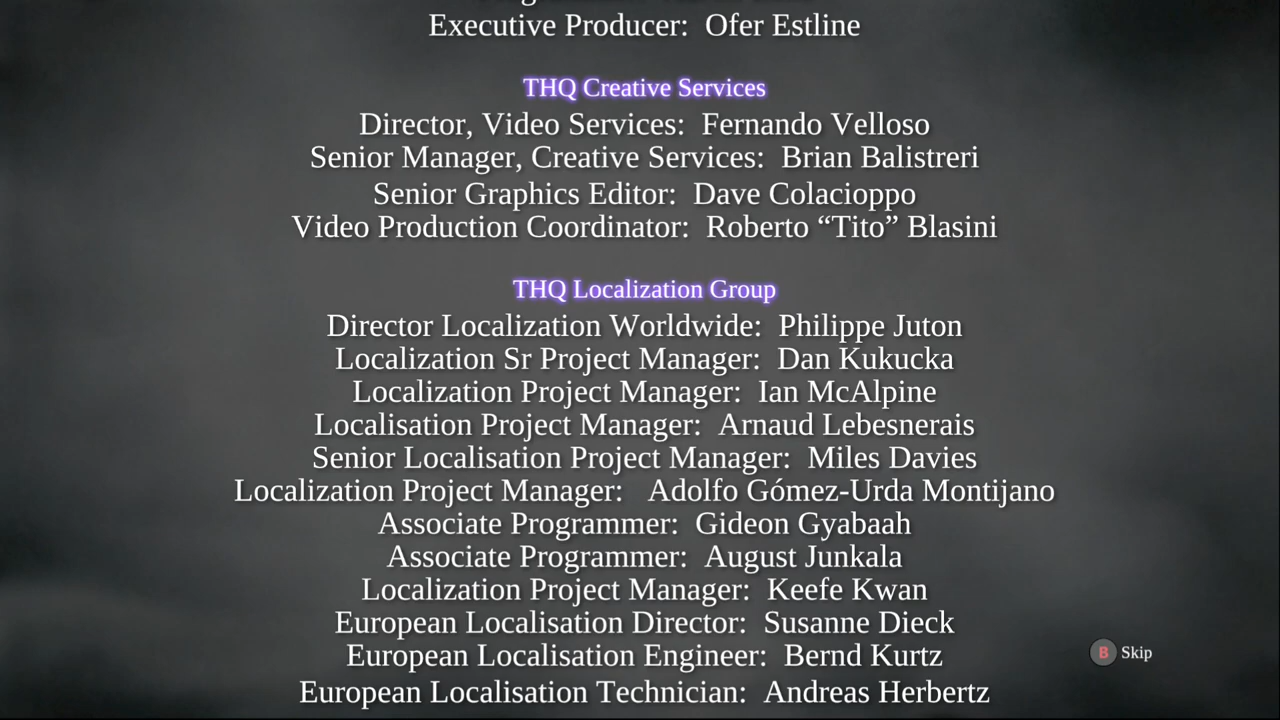 Executive Producer: Ofer Estline
THQ Creative Services
Director, Video Services: Fernando Velloso
Senior Manager, Creative Services: Brian Balistreri
Senior Graphics Editor: Dave Colacioppo
Video Production Coordinator: Roberto “Tito” Blasini
THQ Localization Group
Director Localization Worldwide: Philippe Juton
Localization Sr Project Manager: Dan Kukucka
Localization Project Manager: Ian McAlpine
Localisation Project Manager: Arnaud Lebesnerais
Senior Localisation Project Manager: Miles Davies
Localization Project Manager: Adolfo Gómez-Urda Montijano
Associate Programmer: Gideon Gyabaah
Associate Programmer: August Junkala
Localization Project Manager: Keefe Kwan
European Localisation Director: Susanne Dieck
European Localisation Engineer: Bernd Kurtz
B Skip
European Localisation Technician: Andreas Herbertz